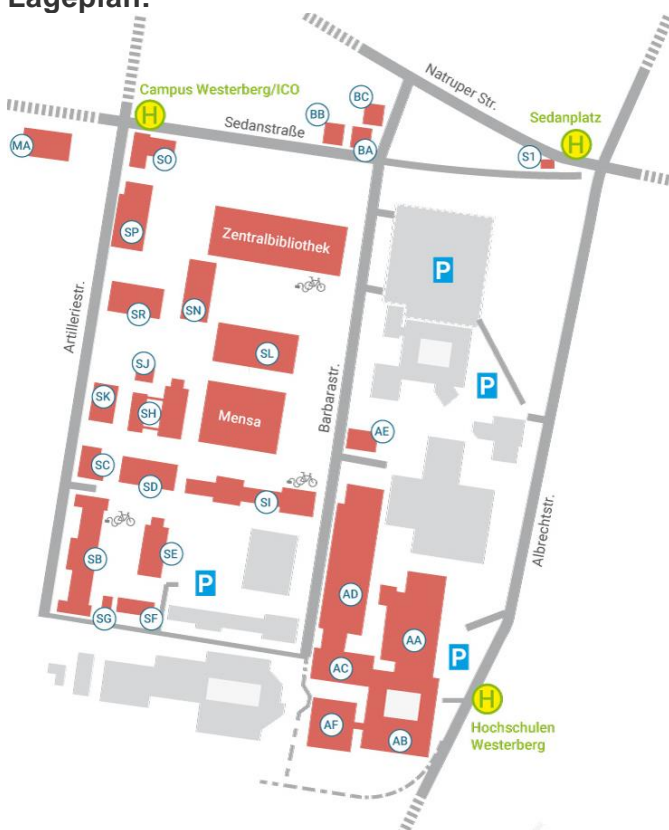 Lageplan:
Natruper Str.
Campus Westerberg/ICO
H
BC
BB
Sedanstraße
BA
Sedanplatz
H
S1
MA
SO
SP
Zentralbibliothek
P
SN
SR
Artilleriestr.
SL
SJ
SK
SH
Mensa
Barbarastr.
P
AE
SC
SD
SI
Albrechtstr.
SB
SE
P
AD
SG
SF
AA
P
AC
H
AF
AB
Hochschulen
Westerberg